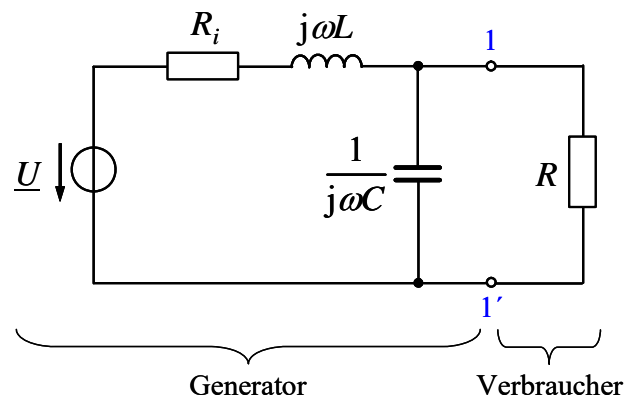 R_i
jωL
1
U
1
jωC
R
1´
Generator
Verbraucher